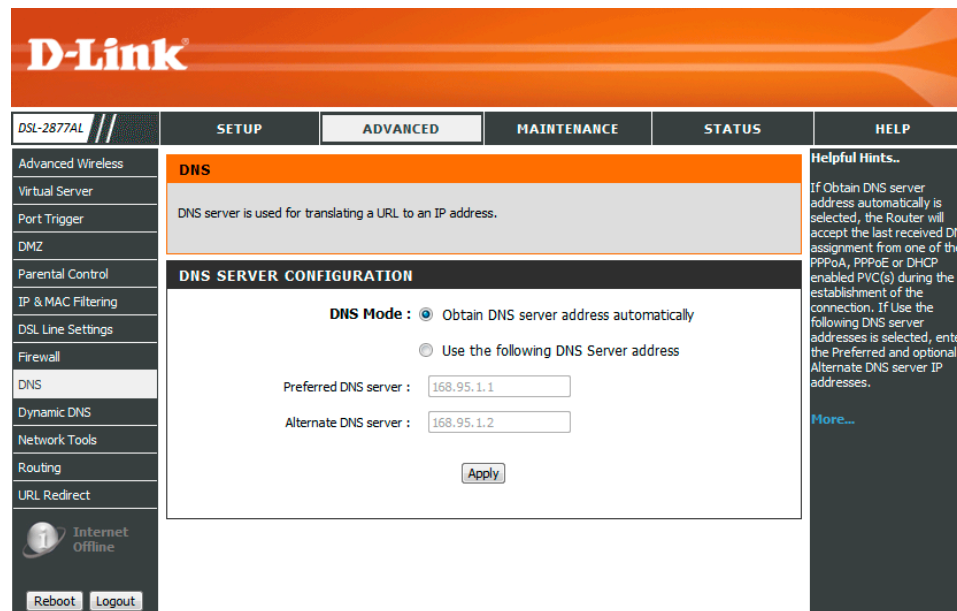 D-Link®
DSL-2877AL
SETUP
ADVANCED
MAINTENANCE
STATUS
HELP
Advanced Wireless
Virtual Server
Port Trigger
DMZ
Parental Control
IP & MAC Filtering
DSL Line Settings
Firewall
DNS
Dynamic DNS
Network Tools
Routing
URL Redirect
Internet
Offline
Reboot
Logout
DNS
DNS server is used for translating a URL to an IP address.
DNS SERVER CONFIGURATION
DNS Mode : Obtain DNS server address automatically
Use the following DNS Server address
Preferred DNS server : 168.95.1.1
Alternate DNS server : 168.95.1.2
Apply
Helpful Hints..
If Obtain DNS server
address automatically is
selected, the Router will
accept the last received
assignment from one of
PPPoA, PPPoE or DHCP
enabled PVC(s) during the
establishment of the
connection. If Use the
following DNS server
addresses is selected,
the Preferred and optional
Alternate DNS server IP
addresses.
More...